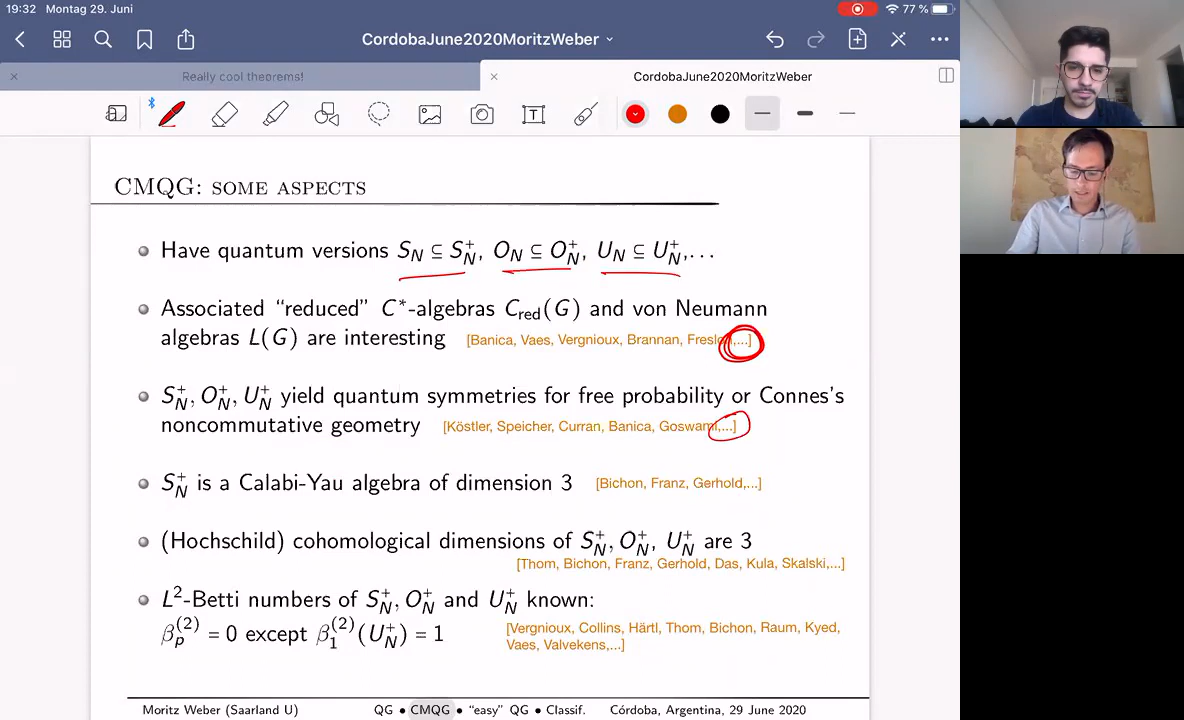 19:32 Montag 29. Juni
77 %
CordobaJune2020MoritzWeber
Really cool theorems!
CordobaJune2020MoritzWeber
CMQG: SOME ASPECTS
Have quantum versions S_N ⊆ S_N^+, O_N ⊆ O_N^+, U_N ⊆ U_N^+,...
Associated “reduced” C*-algebras C_red(G) and von Neumann
algebras L(G) are interesting [Banica, Vaes, Vergnioux, Brannan, Freslon,...]
S_N^+, O_N^+, U_N^+ yield quantum symmetries for free probability or Connes's
noncommutative geometry [Köstler, Speicher, Curran, Banica, Goswami,...]
S_N^+ is a Calabi-Yau algebra of dimension 3 [Bichon, Franz, Gerhold,...]
(Hochschild) cohomological dimensions of S_N^+, O_N^+, U_N^+ are 3
[Thom, Bichon, Franz, Gerhold, Das, Kula, Skalski,...]
L²-Betti numbers of S_N^+, O_N^+ and U_N^+ known:
β_p^(2) = 0 except β_1^(2)(U_N^+) = 1 [Vergnioux, Collins, Härtl, Thom, Bichon, Raum, Kyed,
Vaes, Valvekens,...]
Moritz Weber (Saarland U) QG • CMQG • “easy” QG • Classif. Córdoba, Argentina, 29 June 2020